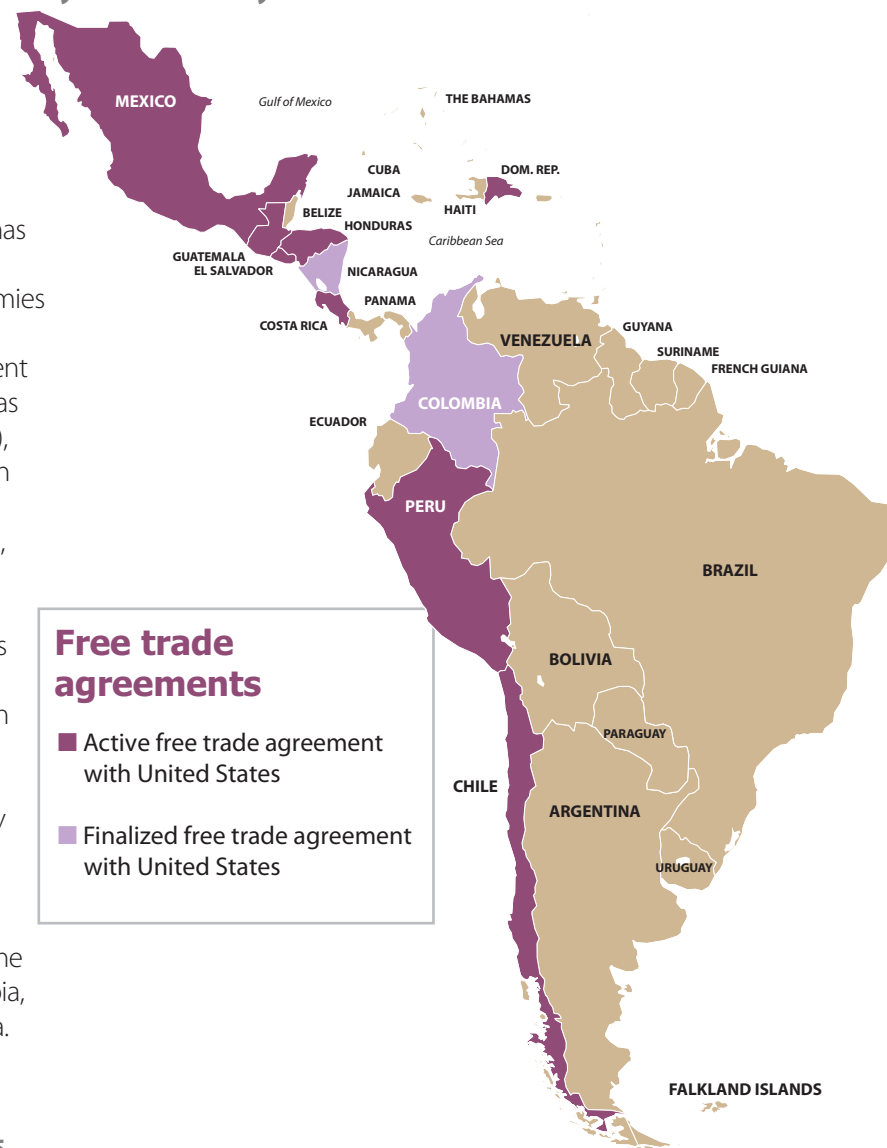 MEXICO
Gulf of Mexico
THE BAHAMAS
CUBA
DOM. REP.
JAMAICA
HAITI
BELIZE
HONDURAS
Caribbean Sea
GUATEMALA
EL SALVADOR
NICARAGUA
PANAMA
COSTA RICA
VENEZUELA
GUYANA
SURINAME
FRENCH GUIANA
COLOMBIA
ECUADOR
PERU
BRAZIL
BOLIVIA
PARAGUAY
CHILE
ARGENTINA
URUGUAY
FALKLAND ISLANDS
Free trade
agreements
Active free trade agreement
with United States
Finalized free trade agreement
with United States